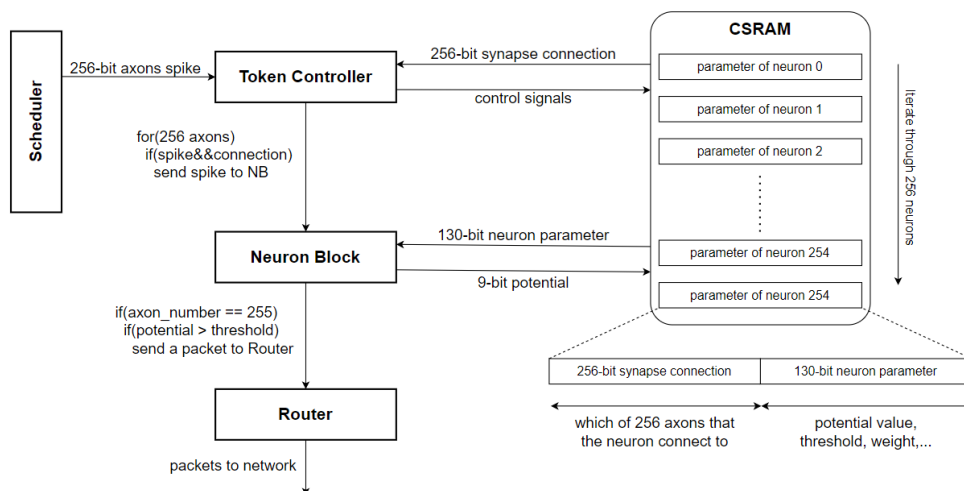 Scheduler
256-bit axons spike
Token Controller
256-bit synapse connection
control signals
CSRAM
parameter of neuron 0
parameter of neuron 1
parameter of neuron 2
parameter of neuron 254
parameter of neuron 254
Iterate through 256 neurons
for(256 axons)
if(spike&&connection)
send spike to NB
Neuron Block
130-bit neuron parameter
9-bit potential
if(axon_number == 255)
if(potential > threshold)
send a packet to Router
Router
packets to network
256-bit synapse connection
130-bit neuron parameter
which of 256 axons that
the neuron connect to
potential value,
threshold, weight,...